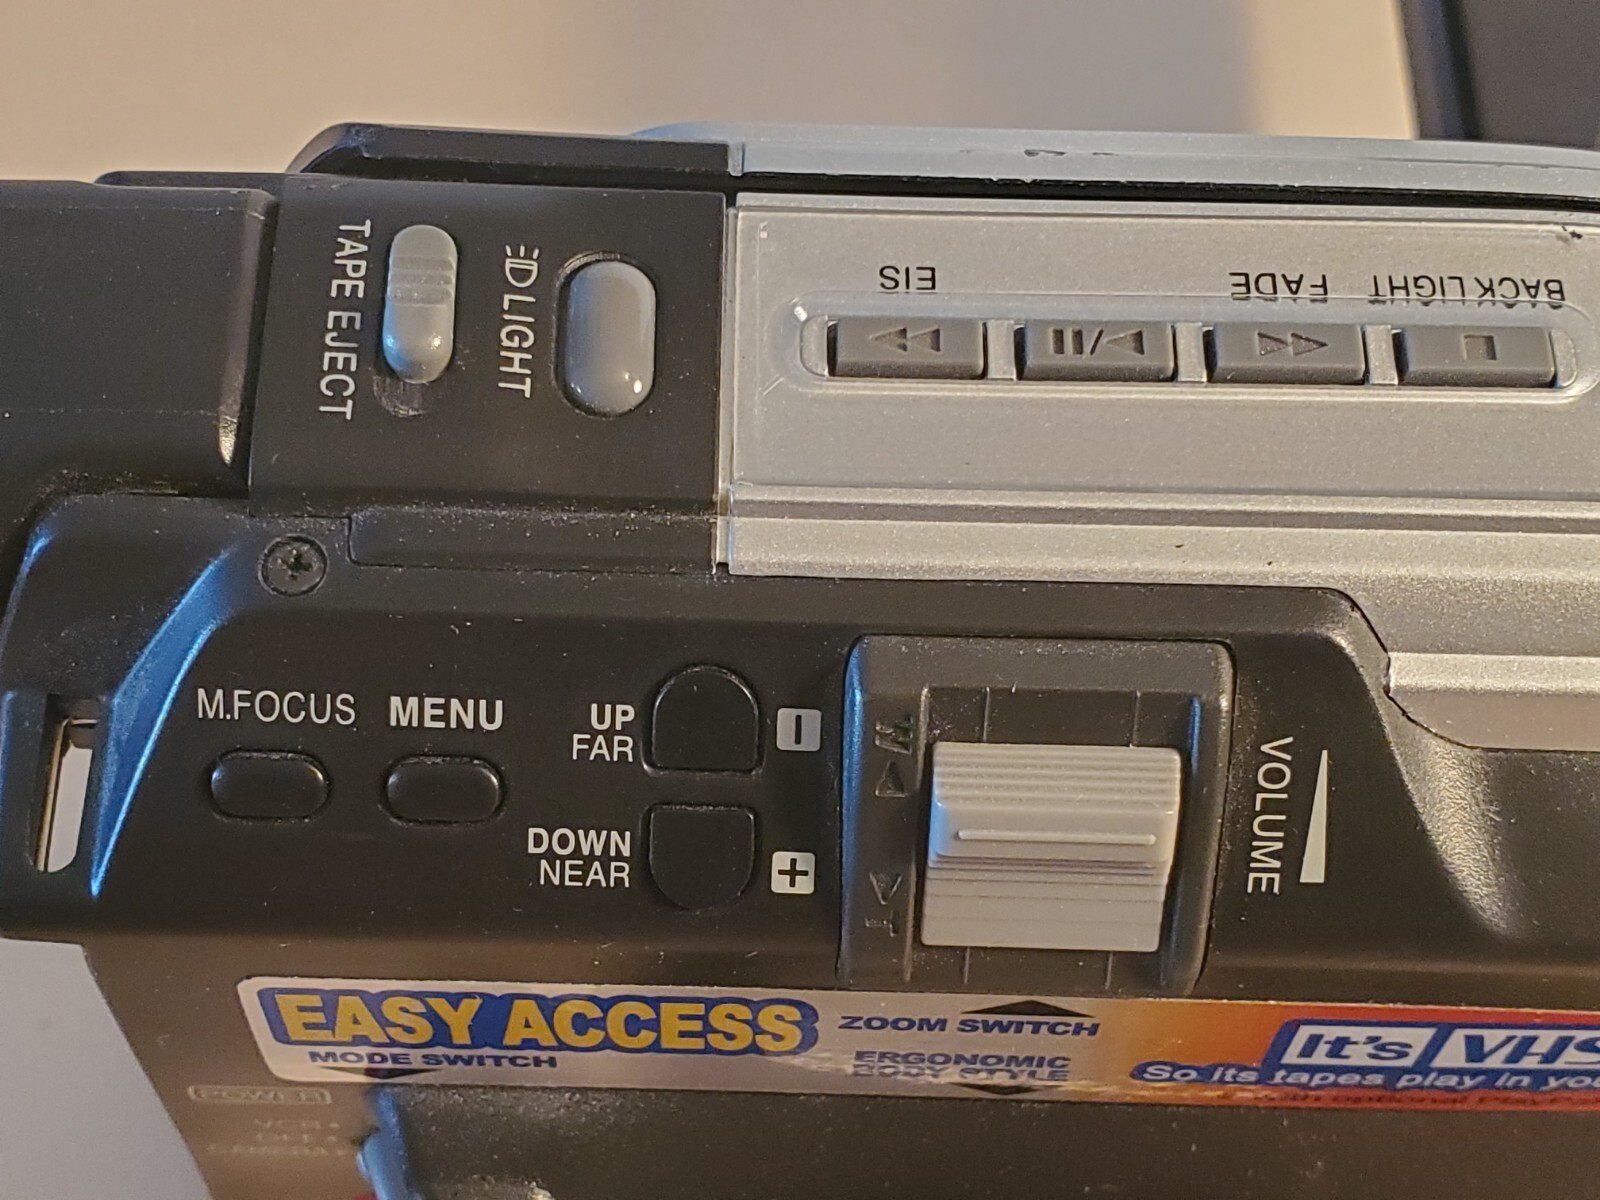 TAPE EJECT
LIGHT
EIS
FADE
BACK LIGHT
M.FOCUS
MENU
UP
FAR
DOWN
NEAR
W
T
VOLUME
EASY ACCESS
MODE SWITCH
ZOOM SWITCH
ERGONOMIC
BODY STYLE
It's VHS
So its tapes play in
POWER
VCR
OFF
CAMERA